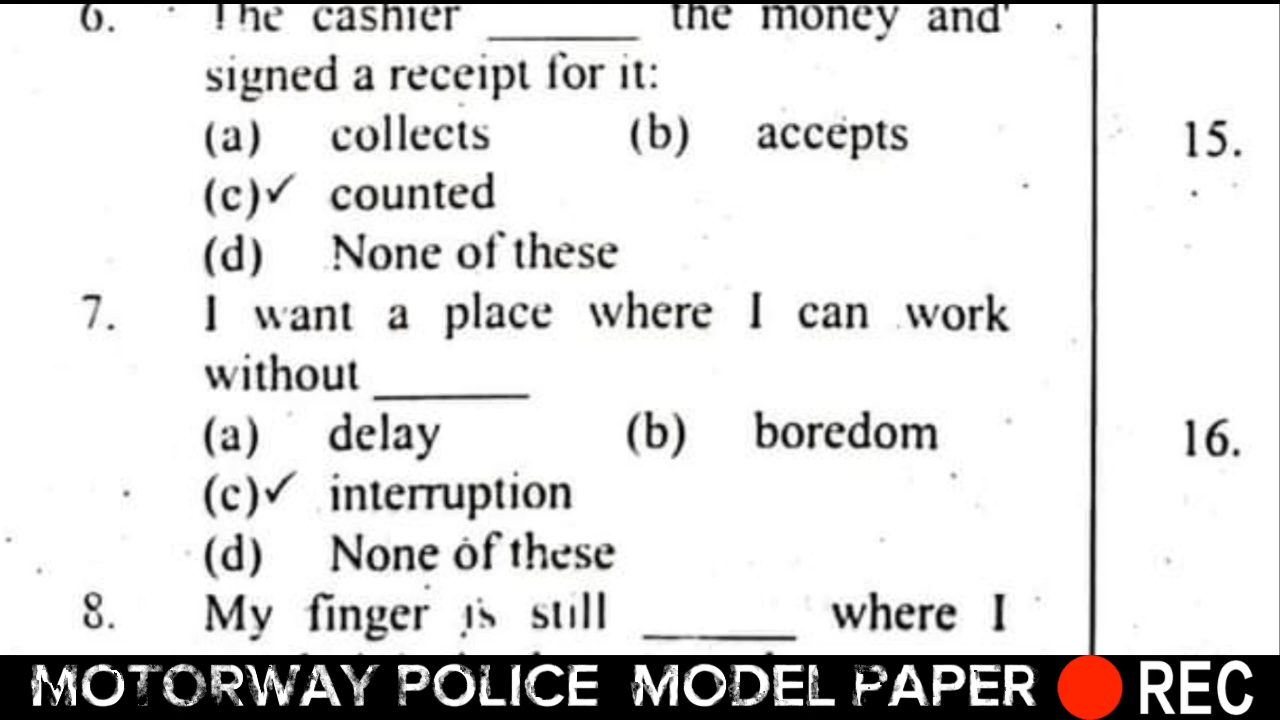 6. The cashier ______ the money and
signed a receipt for it:
(a) collects (b) accepts
(c)✓ counted
(d) None of these
7. I want a place where I can work
without ______
(a) delay (b) boredom
(c)✓ interruption
(d) None of these
8. My finger is still ______ where I
15.
16.
MOTORWAY POLICE MODEL PAPER REC